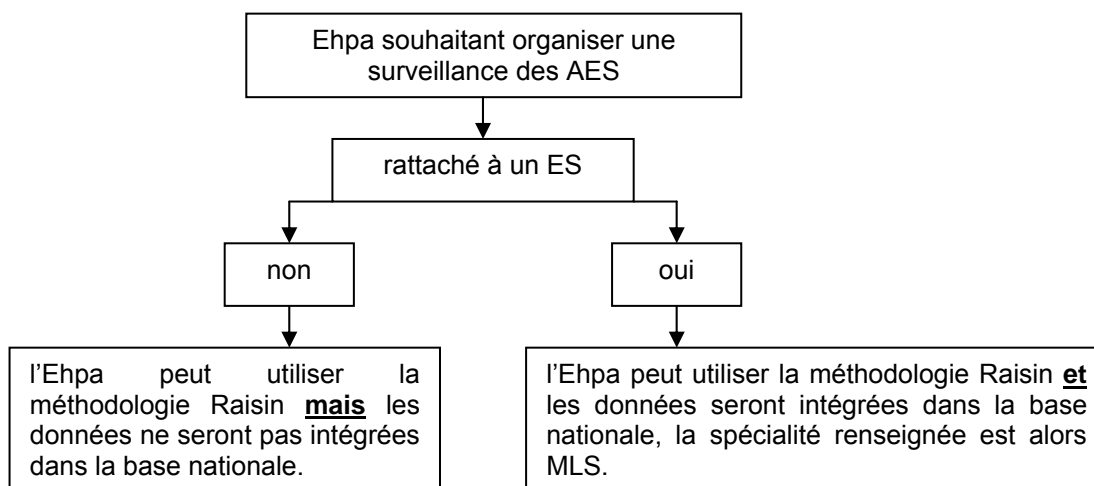 Ehpa souhaitant organiser une
surveillance des AES
rattaché à un ES
non
oui
l'Ehpa peut utiliser la
méthodologie Raisin mais les
données ne seront pas intégrées
dans la base nationale.
l'Ehpa peut utiliser la méthodologie Raisin et
les données seront intégrées dans la base
nationale, la spécialité renseignée est alors
MLS.